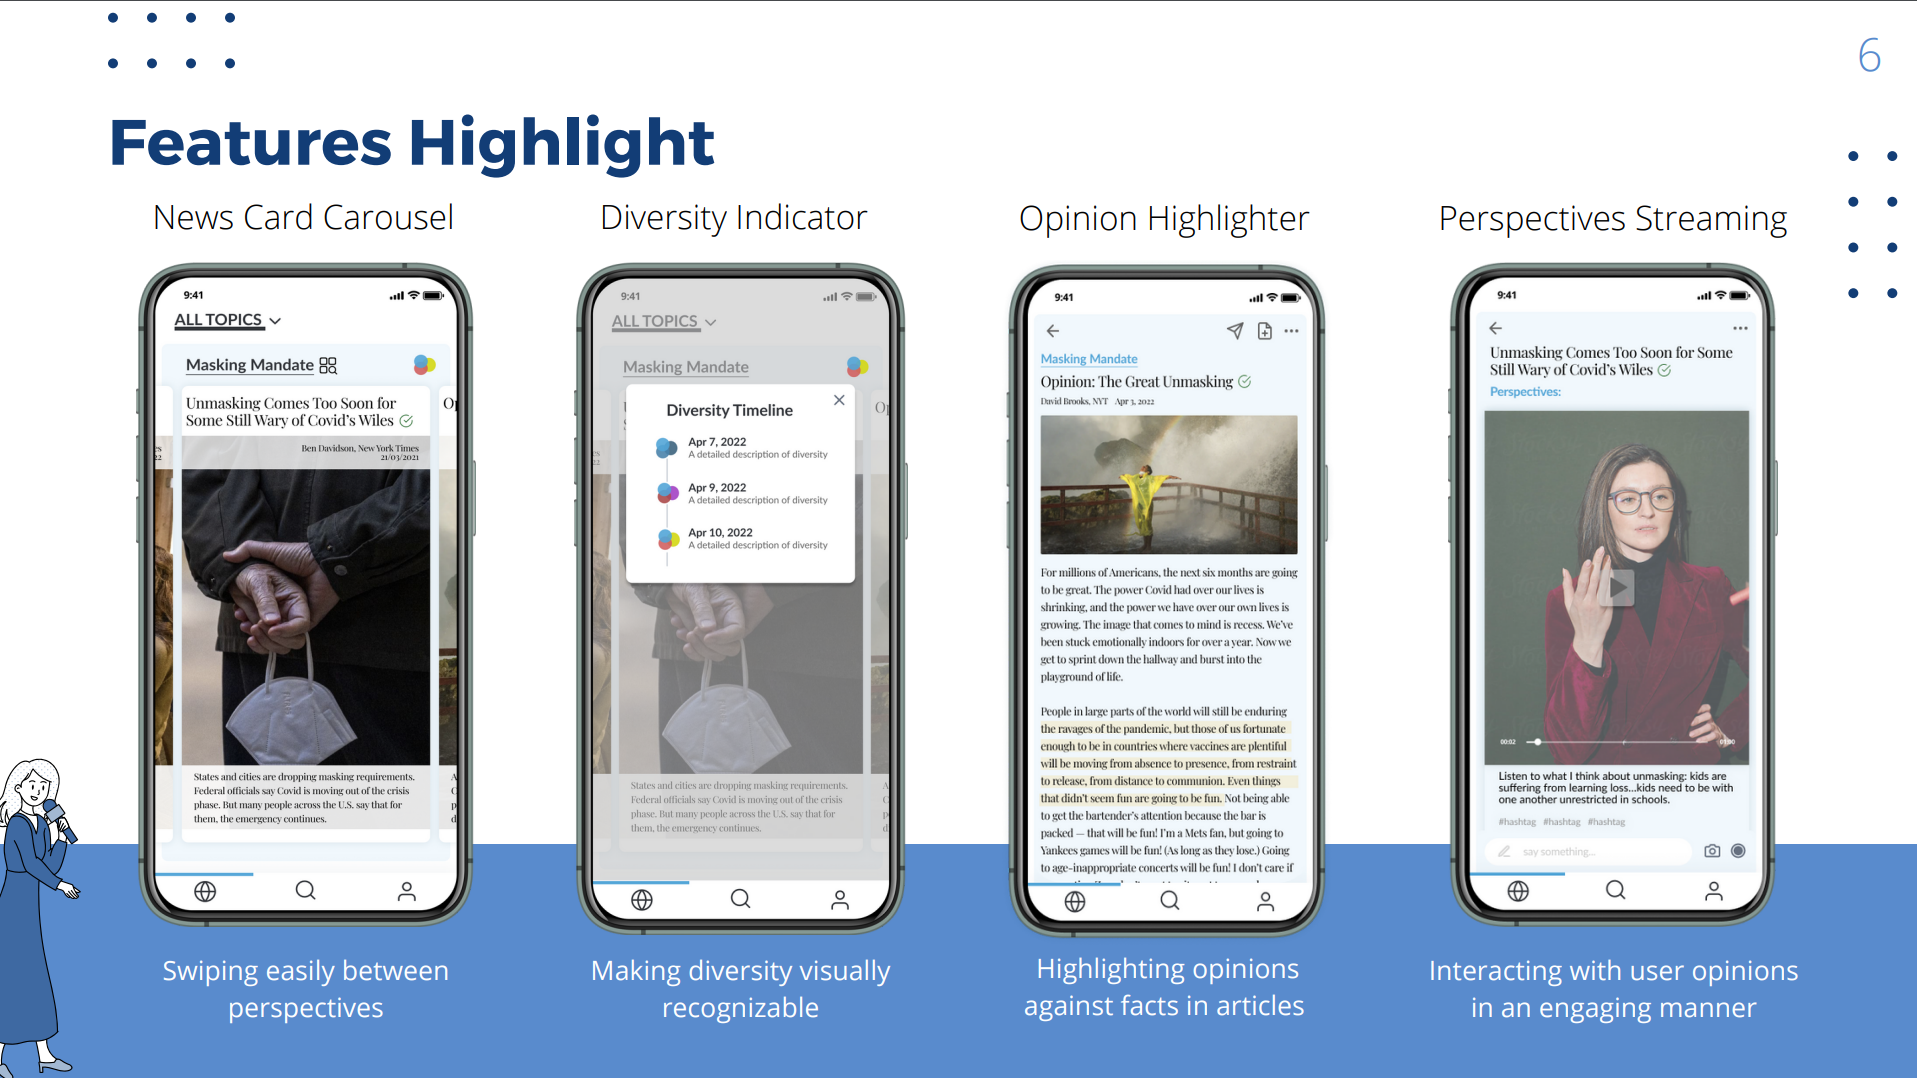 6
Features Highlight
News Card Carousel
Diversity Indicator
Opinion Highlighter
Perspectives Streaming
9:41
ALL TOPICS
Masking Mandate
Unmasking Comes Too Soon for
Some Still Wary of Covid's Wiles
Ben Davidson, New York Times
21/03/2021
States and cities are dropping masking requirements.
Federal officials say Covid is moving out of the crisis
phase. But many people across the U.S. say that for
them, the emergency continues.
Swiping easily between
perspectives
9:41
ALL TOPICS
Masking Mandate
Diversity Timeline
Apr 7, 2022
A detailed description of diversity
Apr 9, 2022
A detailed description of diversity
Apr 10, 2022
A detailed description of diversity
States and cities are dropping masking requirements.
Federal officials say Covid is moving out of the crisis
phase. But many people across the U.S. say that for
them, the emergency continues.
Making diversity visually
recognizable
9:41
Masking Mandate
Opinion: The Great Unmasking
David Brooks, NYT Apr 3, 2022
For millions of Americans, the next six months are going
to be great. The power Covid had over our lives is
shrinking, and the power we have over our own lives is
growing. The image that comes to mind is recess. We've
been stuck emotionally indoors for over a year. Now we
get to sprint down the hallway and burst into the
playground of life.
People in large parts of the world will still be enduring
the ravages of the pandemic, but those of us fortunate
enough to be in countries where vaccines are plentiful
will be moving from absence to presence, from restraint
to release, from distance to communion. Even things
that didn't seem fun are going to be fun. Not being able
to get the bartender's attention because the bar is
packed — that will be fun! I'm a Mets fan, but going to
Yankees games will be fun! (As long as they lose.) Going
to age-inappropriate concerts will be fun! I don't care if
Highlighting opinions
against facts in articles
9:41
Unmasking Comes Too Soon for Some
Still Wary of Covid's Wiles
Perspectives:
00:02
Listen to what I think about unmasking: kids are
suffering from learning loss...kids need to be with
one another unrestricted in schools.
#hashtag #hashtag #hashtag
say something...
Interacting with user opinions
in an engaging manner